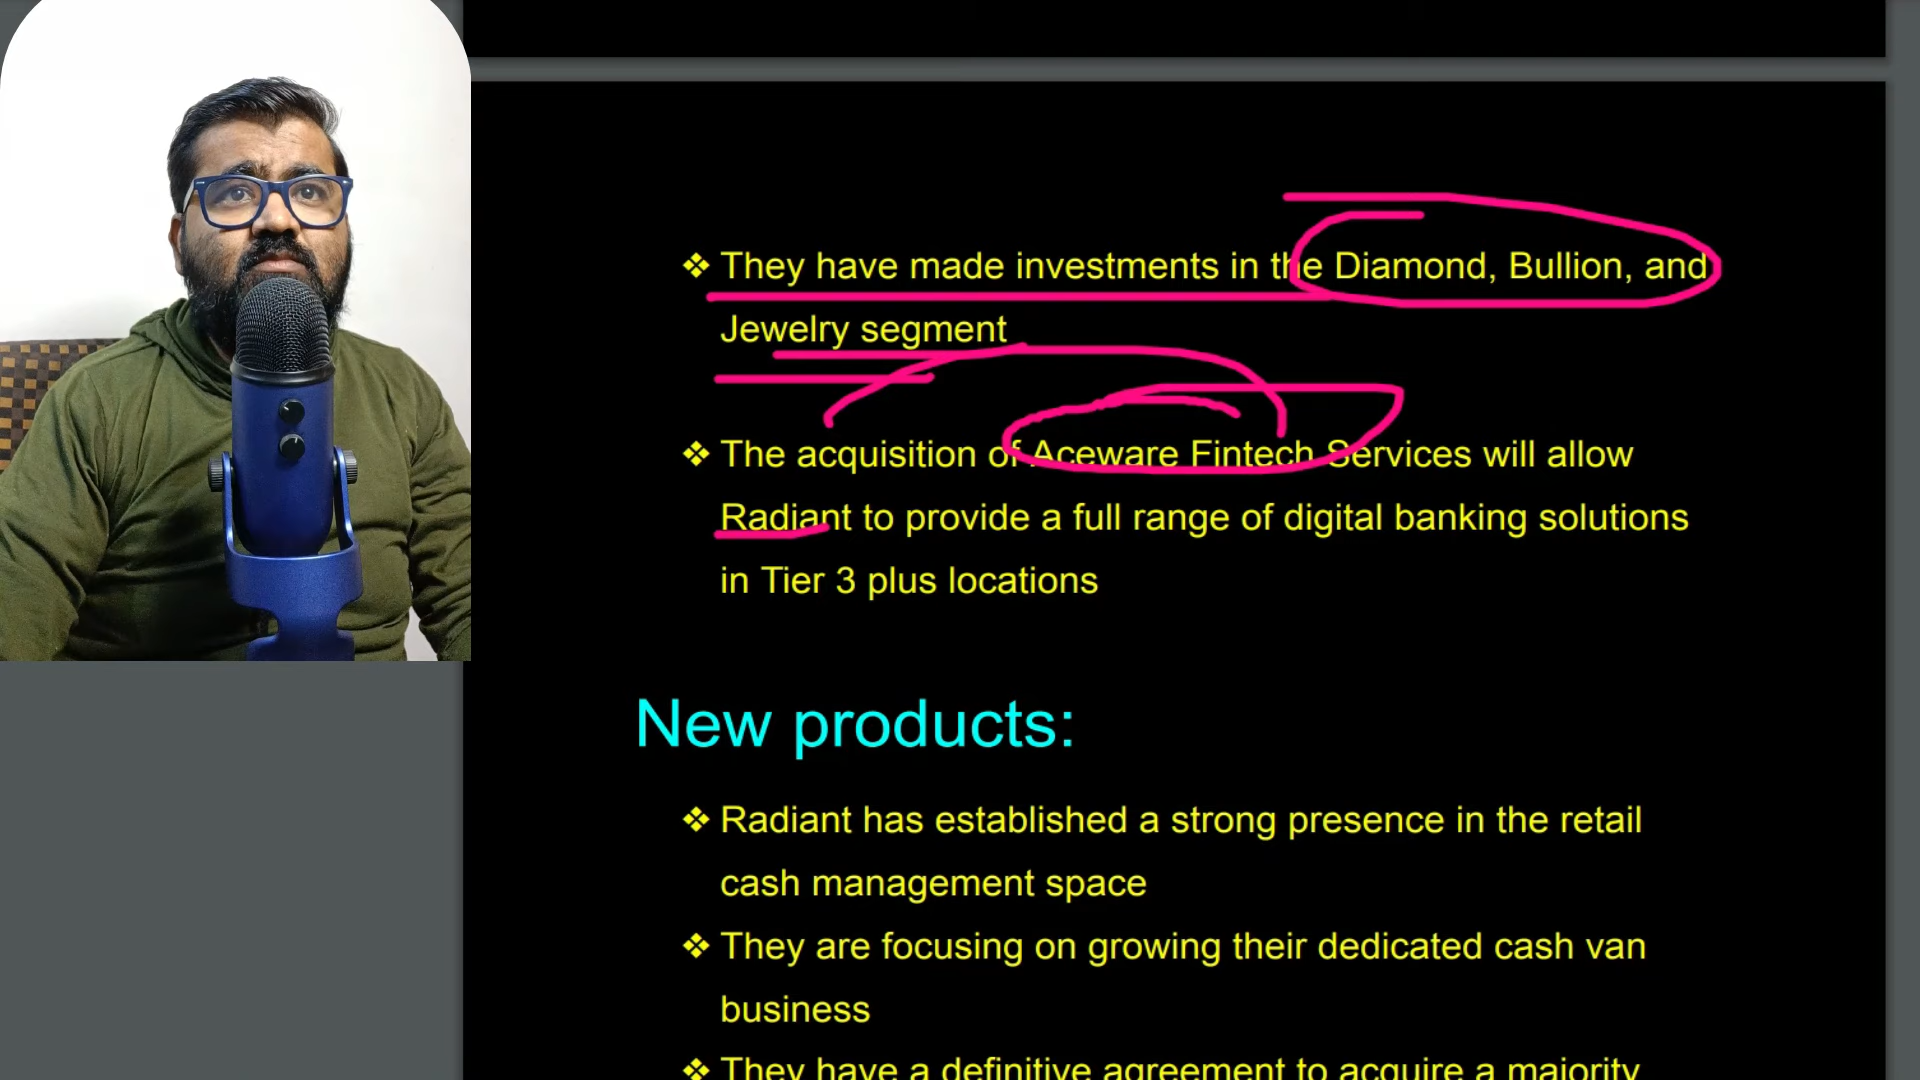 ❖ They have made investments in the Diamond, Bullion, and
Jewelry segment
❖ The acquisition of Aceware Fintech Services will allow
Radiant to provide a full range of digital banking solutions
in Tier 3 plus locations
New products:
❖ Radiant has established a strong presence in the retail
cash management space
❖ They are focusing on growing their dedicated cash van
business
❖ They have a definitive agreement to acquire a majority